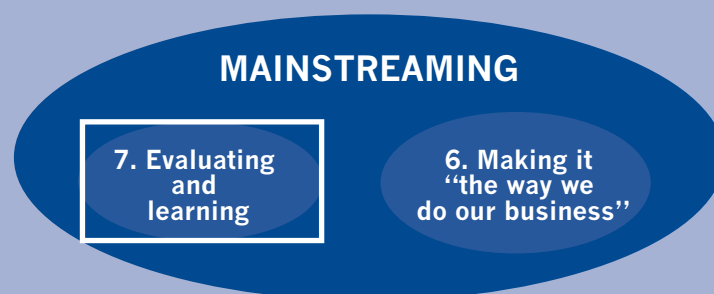 MAINSTREAMING
7. Evaluating
and
learning
6. Making it
‘‘the way we
do our business’’